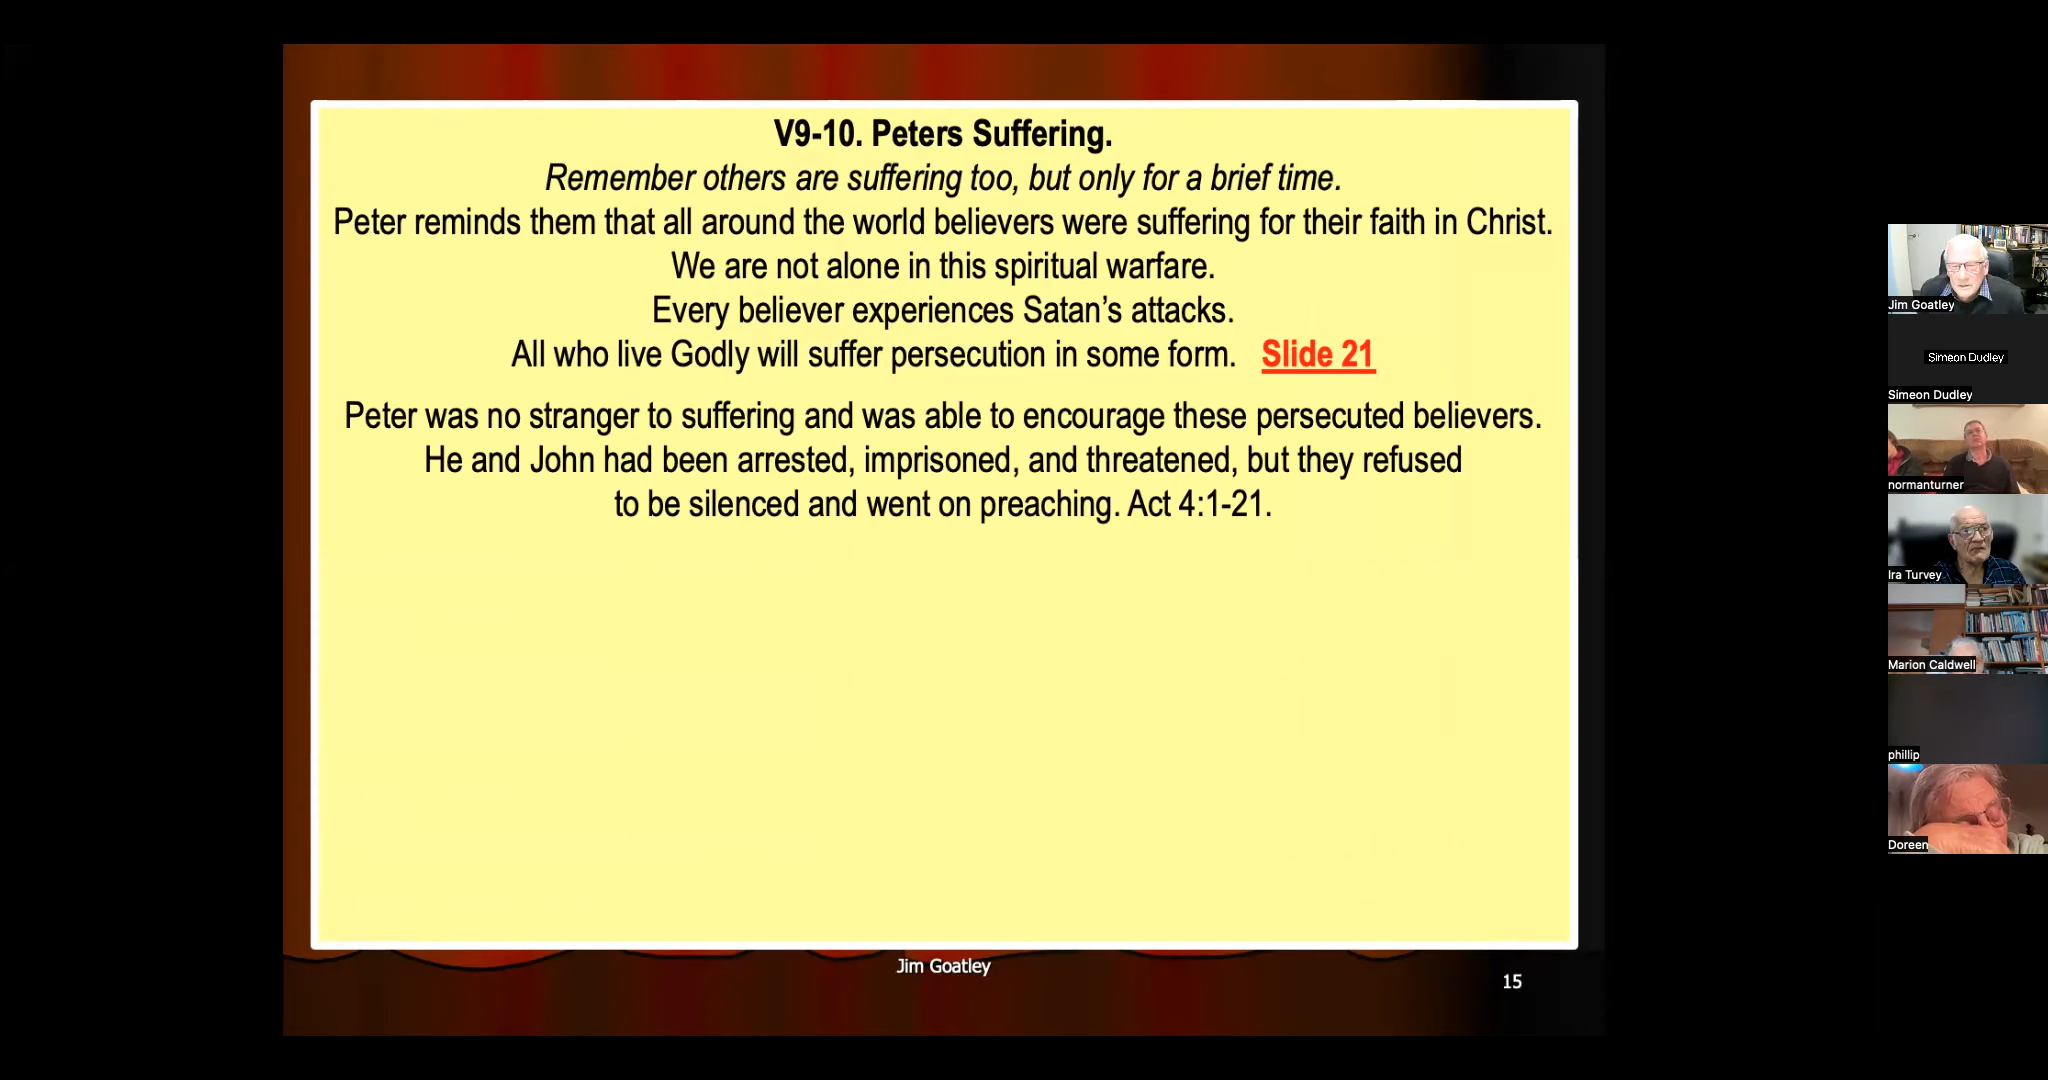 V9-10. Peters Suffering.
Remember others are suffering too, but only for a brief time.
Peter reminds them that all around the world believers were suffering for their faith in Christ.
We are not alone in this spiritual warfare.
Every believer experiences Satan’s attacks.
All who live Godly will suffer persecution in some form. Slide 21
Peter was no stranger to suffering and was able to encourage these persecuted believers.
He and John had been arrested, imprisoned, and threatened, but they refused
to be silenced and went on preaching. Act 4:1-21.
Jim Goatley
15
Jim Goatley
Simeon Dudley
Simeon Dudley
normanturner
Ira Turvey
Marion Caldwell
phillip
Doreen